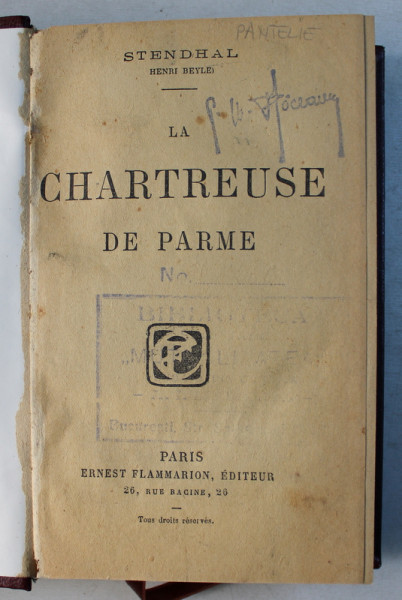 PANTELIE
STENDHAL
HENRI BEYLE)
LA
CHARTREUSE
DE PARME
No.
BIBLIOTECA
PARIS
ERNEST FLAMMARION, ÉDITEUR
26, RUE RACINE, 26
Tous droits réservés.